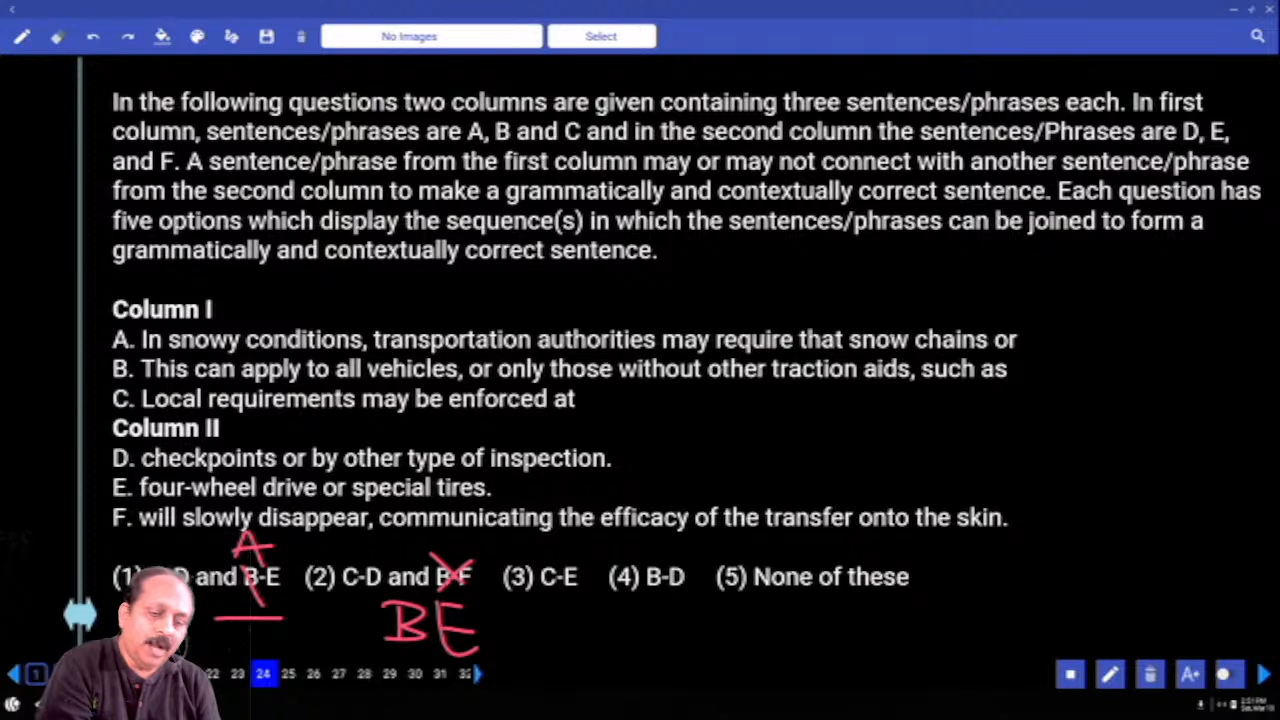 No Images
Select
In the following questions two columns are given containing three sentences/phrases each. In first
column, sentences/phrases are A, B and C and in the second column the sentences/Phrases are D, E,
and F. A sentence/phrase from the first column may or may not connect with another sentence/phrase
from the second column to make a grammatically and contextually correct sentence. Each question has
five options which display the sequence(s) in which the sentences/phrases can be joined to form a
grammatically and contextually correct sentence.
Column I
A. In snowy conditions, transportation authorities may require that snow chains or
B. This can apply to all vehicles, or only those without other traction aids, such as
C. Local requirements may be enforced at
Column II
D. checkpoints or by other type of inspection.
E. four-wheel drive or special tires.
F. will slowly disappear, communicating the efficacy of the transfer onto the skin.
A
(1) D and B-E (2) C-D and B-F (3) C-E (4) B-D (5) None of these
BE
1 22 23 24 25 26 27 28 29 30 31
A+